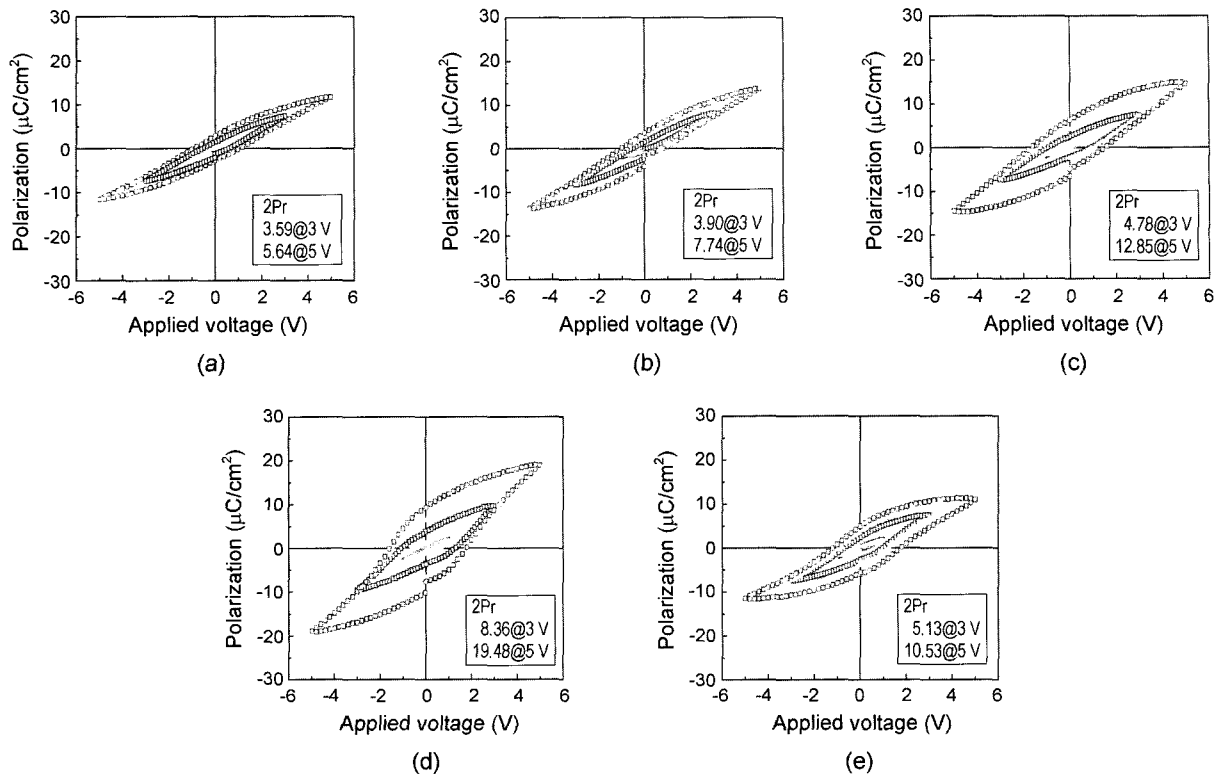 30
20
10
0
-10
-20
-30
Polarization (μC/cm²)
2Pr
3.59@3 V
5.64@5 V
-6 -4 -2 0 2 4 6
Applied voltage (V)
(a)
30
20
10
0
-10
-20
-30
Polarization (μC/cm²)
2Pr
3.90@3 V
7.74@5 V
-6 -4 -2 0 2 4 6
Applied voltage (V)
(b)
30
20
10
0
-10
-20
-30
Polarization (μC/cm²)
2Pr
4.78@3 V
12.85@5 V
-6 -4 -2 0 2 4 6
Applied voltage (V)
(c)
30
20
10
0
-10
-20
-30
Polarization (μC/cm²)
2Pr
8.36@3 V
19.48@5 V
-6 -4 -2 0 2 4 6
Applied voltage (V)
(d)
30
20
10
0
-10
-20
-30
Polarization (μC/cm²)
2Pr
5.13@3 V
10.53@5 V
-6 -4 -2 0 2 4 6
Applied voltage (V)
(e)